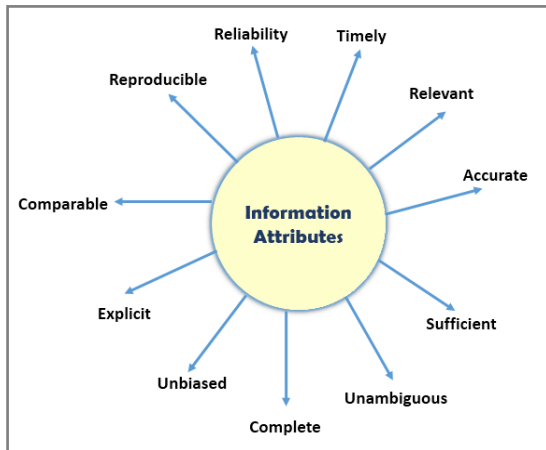 Reliability
Timely
Reproducible
Relevant
Accurate
Comparable
Information
Attributes
Explicit
Sufficient
Unbiased
Unambiguous
Complete